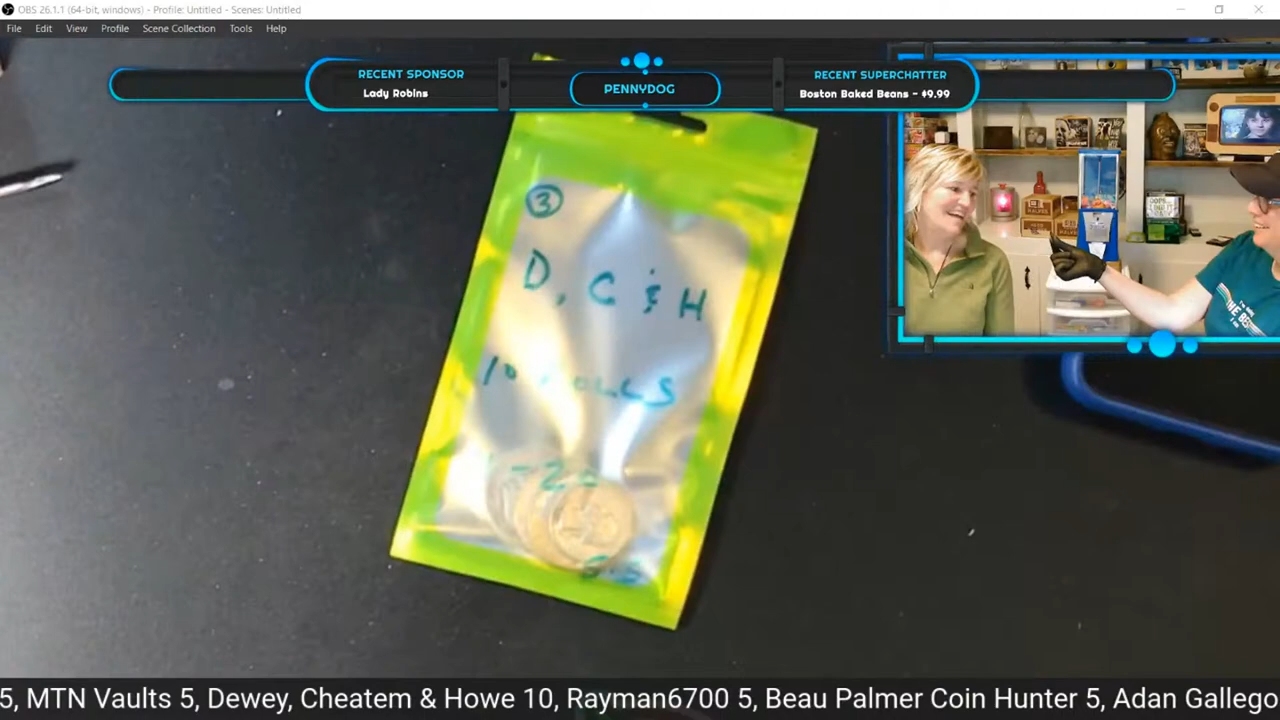 OBS 26.1.1 (64-bit, windows) - Profile: Untitled - Scenes: Untitled
File Edit View Profile Scene Collection Tools Help
RECENT SPONSOR
Lady Robins
PENNYDOG
RECENT SUPERCHATTER
Boston Baked Beans - $9.99
3
D, C & H
5, MTN Vaults 5, Dewey, Cheatem & Howe 10, Rayman6700 5, Beau Palmer Coin Hunter 5, Adan Gallego